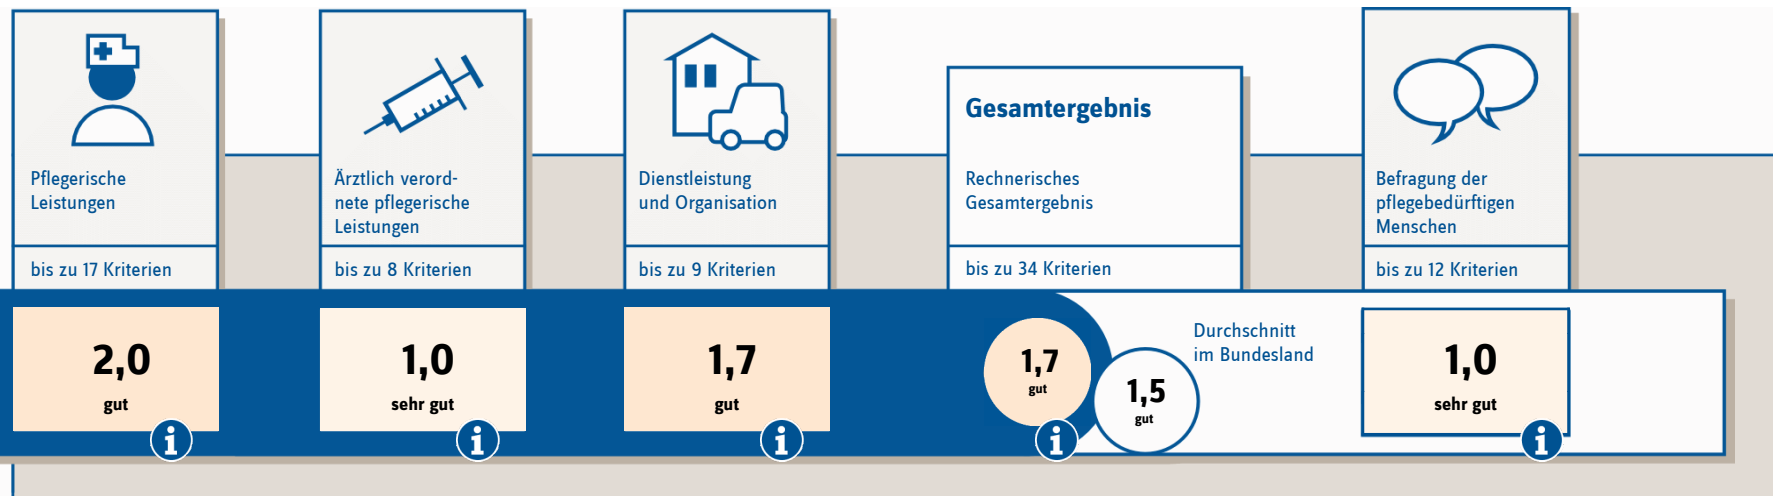 Pflegerische
Leistungen
bis zu 17 Kriterien
2,0
gut
i
Ärztlich verord-
nete pflegerische
Leistungen
bis zu 8 Kriterien
1,0
sehr gut
i
Dienstleistung
und Organisation
bis zu 9 Kriterien
1,7
gut
i
Gesamtergebnis
Rechnerisches
Gesamtergebnis
bis zu 34 Kriterien
1,7
gut
i
1,5
gut
Durchschnitt
im Bundesland
Befragung der
pflegebedürftigen
Menschen
bis zu 12 Kriterien
1,0
sehr gut
i